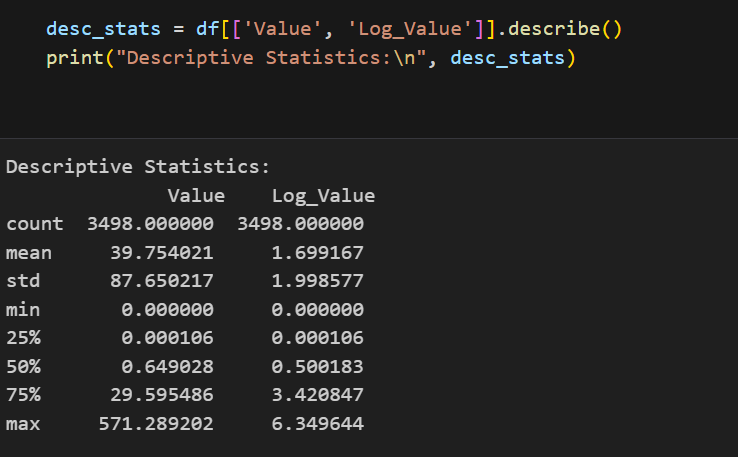 desc_stats = df[['Value', 'Log_Value']].describe()
print("Descriptive Statistics:\n", desc_stats)
Descriptive Statistics:
Value Log_Value
count 3498.000000 3498.000000
mean 39.754021 1.699167
std 87.650217 1.998577
min 0.000000 0.000000
25% 0.000106 0.000106
50% 0.649028 0.500183
75% 29.595486 3.420847
max 571.289202 6.349644